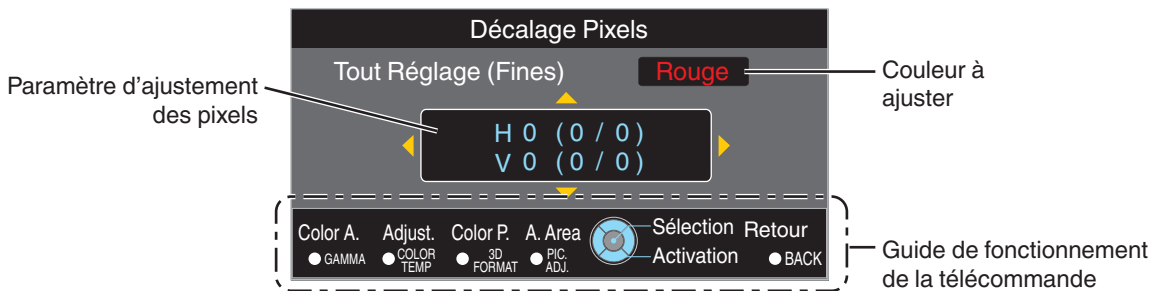 Décalage Pixels
Tout Réglage (Fines) Rouge
Paramètre d'ajustement
des pixels
Couleur à
ajuster
H 0 (0 / 0)
V 0 (0 / 0)
Color A. Adjust. Color P. A. Area Sélection Retour
GAMMA COLOR TEMP 3D FORMAT PIC. ADJ. Activation BACK
Guide de fonctionnement
de la télécommande